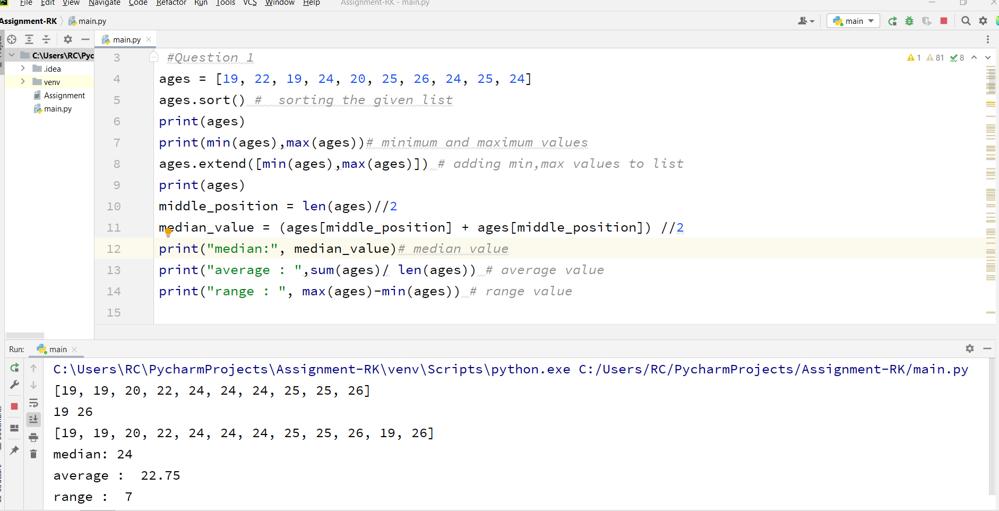 File Edit View Navigate Code Refactor Run Tools VCS Window Help Assignment-RK - main.py
Assignment-RK main.py main
main.py
C:\Users\RC\Pyc
.idea
venv
Assignment
main.py
1 81 8
3 #Question 1
4 ages = [19, 22, 19, 24, 20, 25, 26, 24, 25, 24]
5 ages.sort() #  sorting the given list
6 print(ages)
7 print(min(ages),max(ages))# minimum and maximum values
8 ages.extend([min(ages),max(ages)]) # adding min,max values to list
9 print(ages)
10 middle_position = len(ages)//2
11 median_value = (ages[middle_position] + ages[middle_position]) //2
12 print("median:", median_value)# median value
13 print("average : ",sum(ages)/ len(ages)) # average value
14 print("range : ", max(ages)-min(ages)) # range value
15
Run: main
C:\Users\RC\PycharmProjects\Assignment-RK\venv\Scripts\python.exe C:/Users/RC/PycharmProjects/Assignment-RK/main.py
[19, 19, 20, 22, 24, 24, 24, 25, 25, 26]
19 26
[19, 19, 20, 22, 24, 24, 24, 25, 25, 26, 19, 26]
median: 24
average :  22.75
range :  7